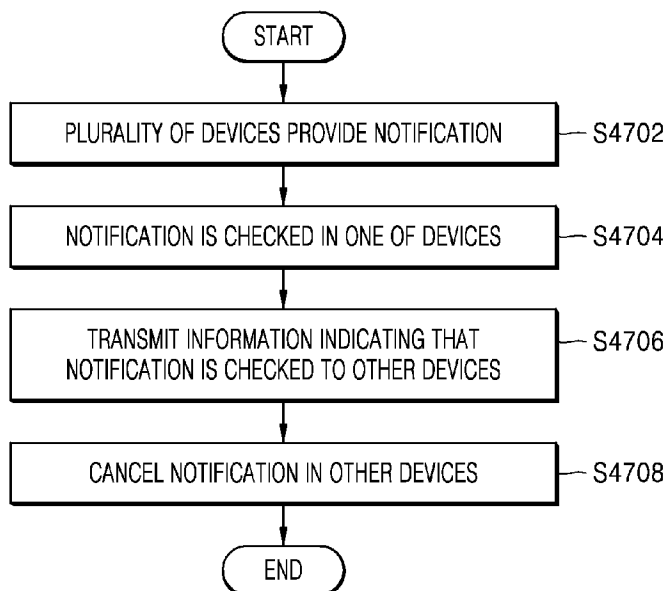 START
PLURALITY OF DEVICES PROVIDE NOTIFICATION
S4702
NOTIFICATION IS CHECKED IN ONE OF DEVICES
S4704
TRANSMIT INFORMATION INDICATING THAT
NOTIFICATION IS CHECKED TO OTHER DEVICES
S4706
CANCEL NOTIFICATION IN OTHER DEVICES
S4708
END